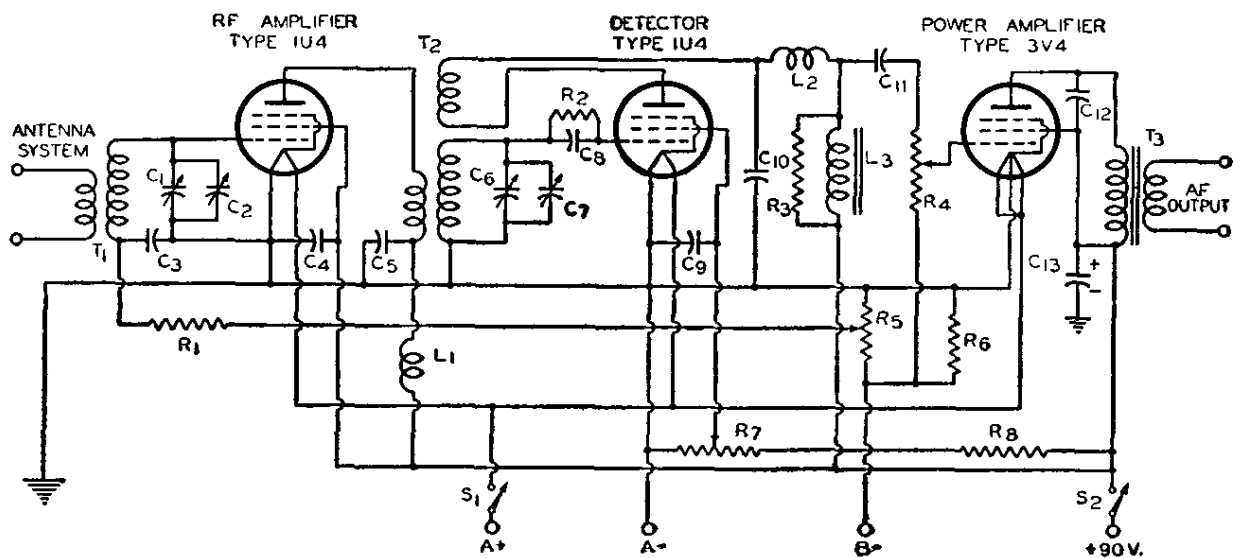 RF AMPLIFIER
TYPE 1U4
DETECTOR
TYPE 1U4
POWER AMPLIFIER
TYPE 3V4
T2
L2
C11
C12
R2
ANTENNA
SYSTEM
C8
T3
C1
C2
C6
C7
C10
L3
R3
R4
AF
OUTPUT
T1
C3
C4
C5
C9
C13
+
-
R1
R5
R6
L1
R7
R8
S1
S2
A+
A-
B-
+90V.